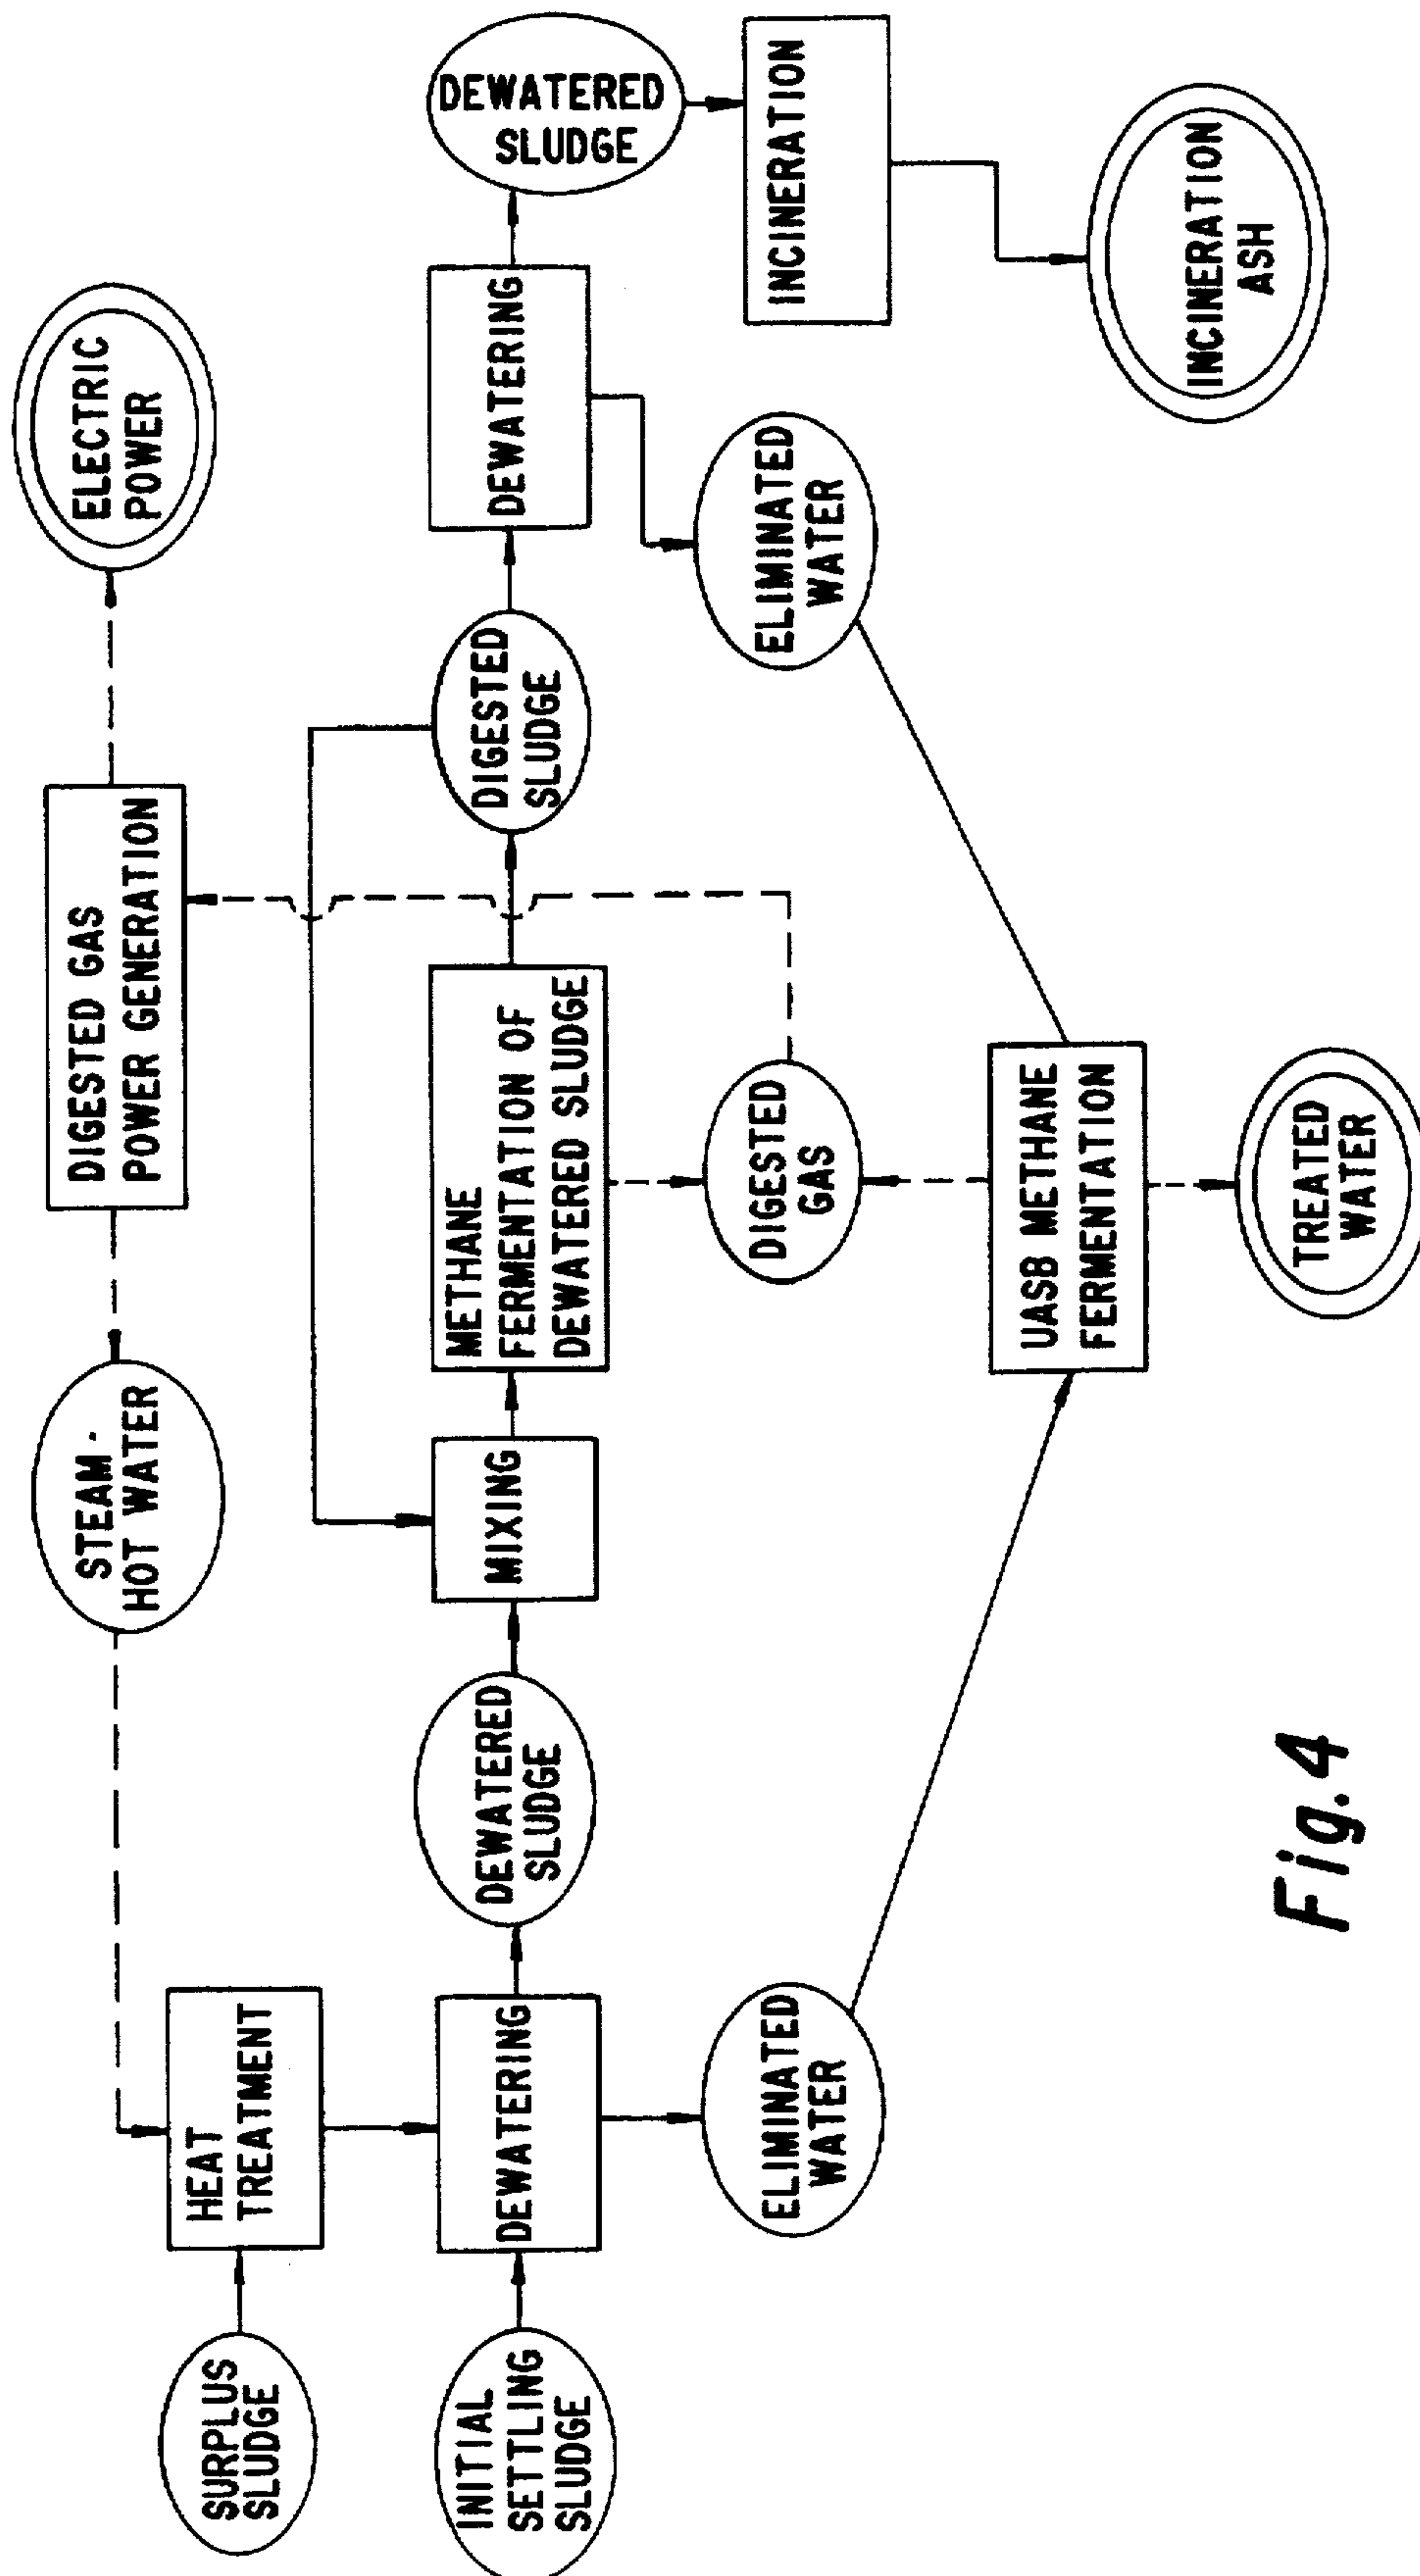 SURPLUS
SLUDGE
HEAT
TREATMENT
STEAM -
HOT WATER
DIGESTED GAS
POWER GENERATION
ELECTRIC
POWER
INITIAL
SETTLING
SLUDGE
DEWATERING
DEWATERED
SLUDGE
MIXING
METHANE
FERMENTATION OF
DEWATERED SLUDGE
DIGESTED
SLUDGE
DEWATERING
DEWATERED
SLUDGE
ELIMINATED
WATER
DIGESTED
GAS
ELIMINATED
WATER
INCINERATION
UASB METHANE
FERMENTATION
INCINERATION
ASH
TREATED
WATER
Fig.4